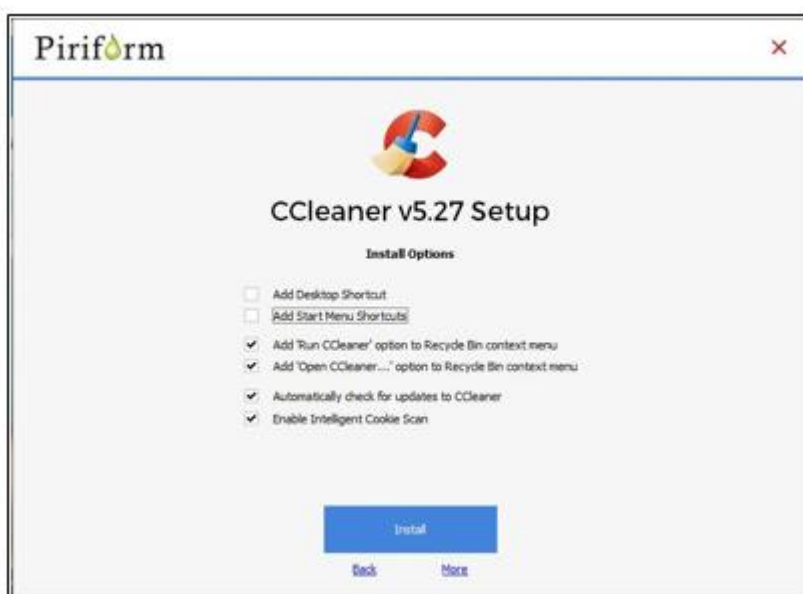 Piriform
CCleaner v5.27 Setup
Install Options
Add Desktop Shortcut
Add Start Menu Shortcuts
Add 'Run CCleaner' option to Recycle Bin context menu
Add 'Open CCleaner....' option to Recycle Bin context menu
Automatically check for updates to CCleaner
Enable Intelligent Cookie Scan
Install
Back More